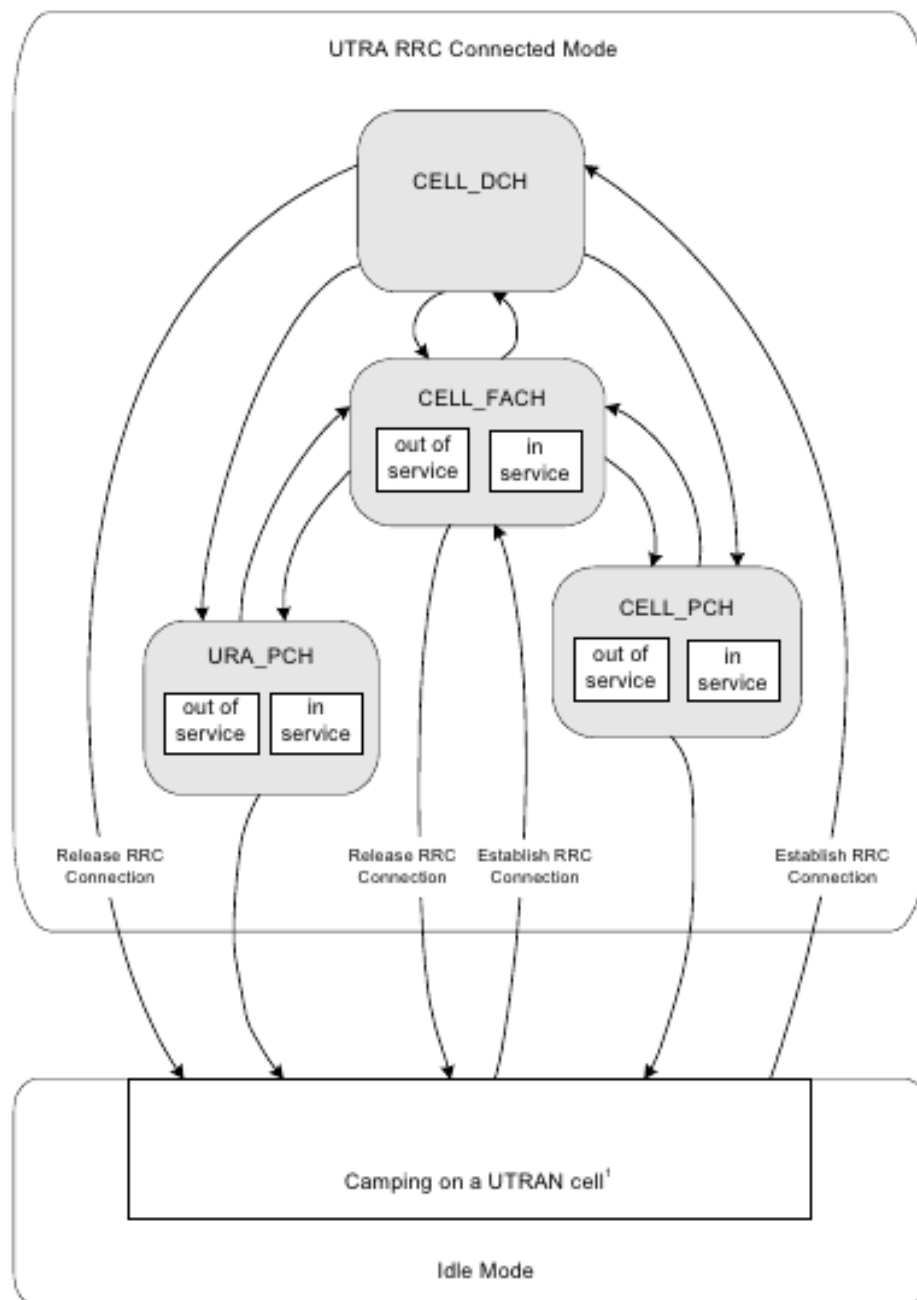 UTRA RRC Connected Mode
CELL_DCH
CELL_FACH
out of
service
in
service
CELL_PCH
out of
service
in
service
URA_PCH
out of
service
in
service
Release RRC
Connection
Release RRC
Connection
Establish RRC
Connection
Establish RRC
Connection
Camping on a UTRAN cell¹
Idle Mode